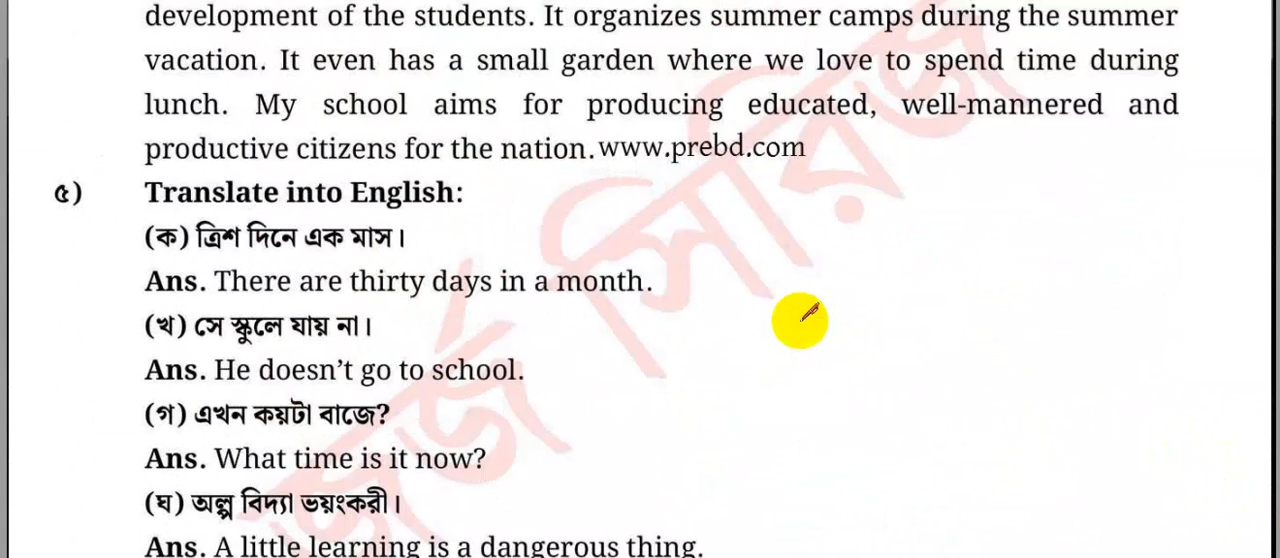 development of the students. It organizes summer camps during the summer
vacation. It even has a small garden where we love to spend time during
lunch. My school aims for producing educated, well-mannered and
productive citizens for the nation. www.prebd.com
৫) Translate into English:
(ক) ত্রিশ দিনে এক মাস।
Ans. There are thirty days in a month.
(খ) সে স্কুলে যায় না।
Ans. He doesn't go to school.
(গ) এখন কয়টা বাজে?
Ans. What time is it now?
(ঘ) অল্প বিদ্যা ভয়ংকরী।
Ans. A little learning is a dangerous thing.
সিরিজ